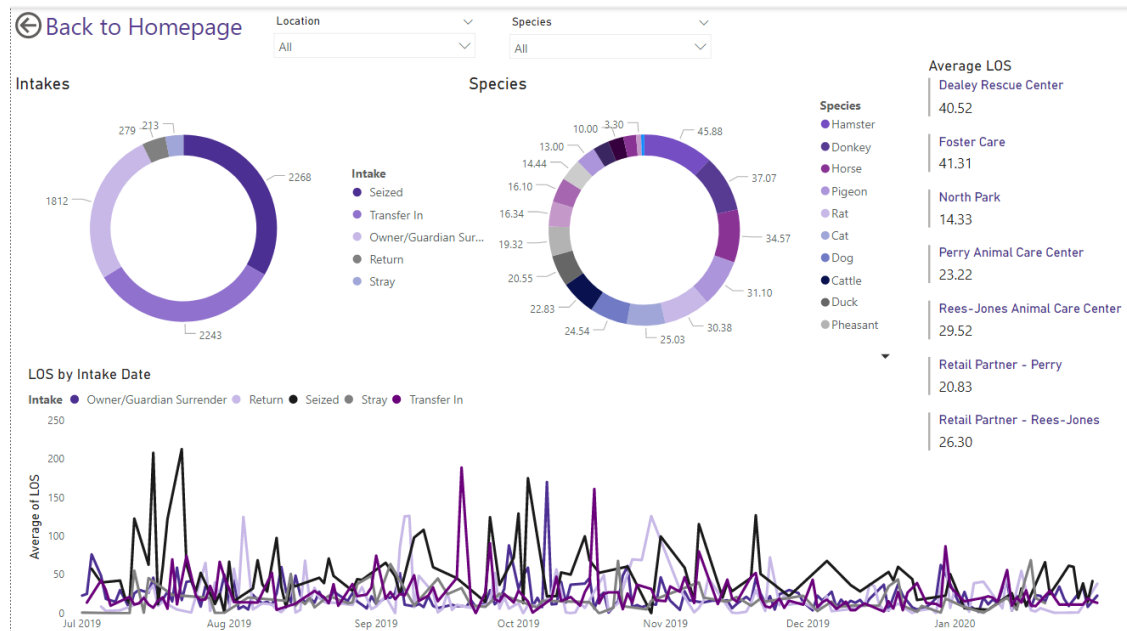 Back to Homepage
Location
All
Species
All
Intakes
279
213
2268
1812
2243
Intake
Seized
Transfer In
Owner/Guardian Sur...
Return
Stray
Species
10.00
3.30
45.88
13.00
14.44
37.07
16.10
16.34
34.57
19.32
20.55
31.10
22.83
30.38
24.54
25.03
Species
Hamster
Donkey
Horse
Pigeon
Rat
Cat
Dog
Cattle
Duck
Pheasant
Average LOS
Dealey Rescue Center
40.52
Foster Care
41.31
North Park
14.33
Perry Animal Care Center
23.22
Rees-Jones Animal Care Center
29.52
Retail Partner - Perry
20.83
Retail Partner - Rees-Jones
26.30
LOS by Intake Date
Intake Owner/Guardian Surrender Return Seized Stray Transfer In
Average of LOS
250
200
150
100
50
0
Jul 2019 Aug 2019 Sep 2019 Oct 2019 Nov 2019 Dec 2019 Jan 2020